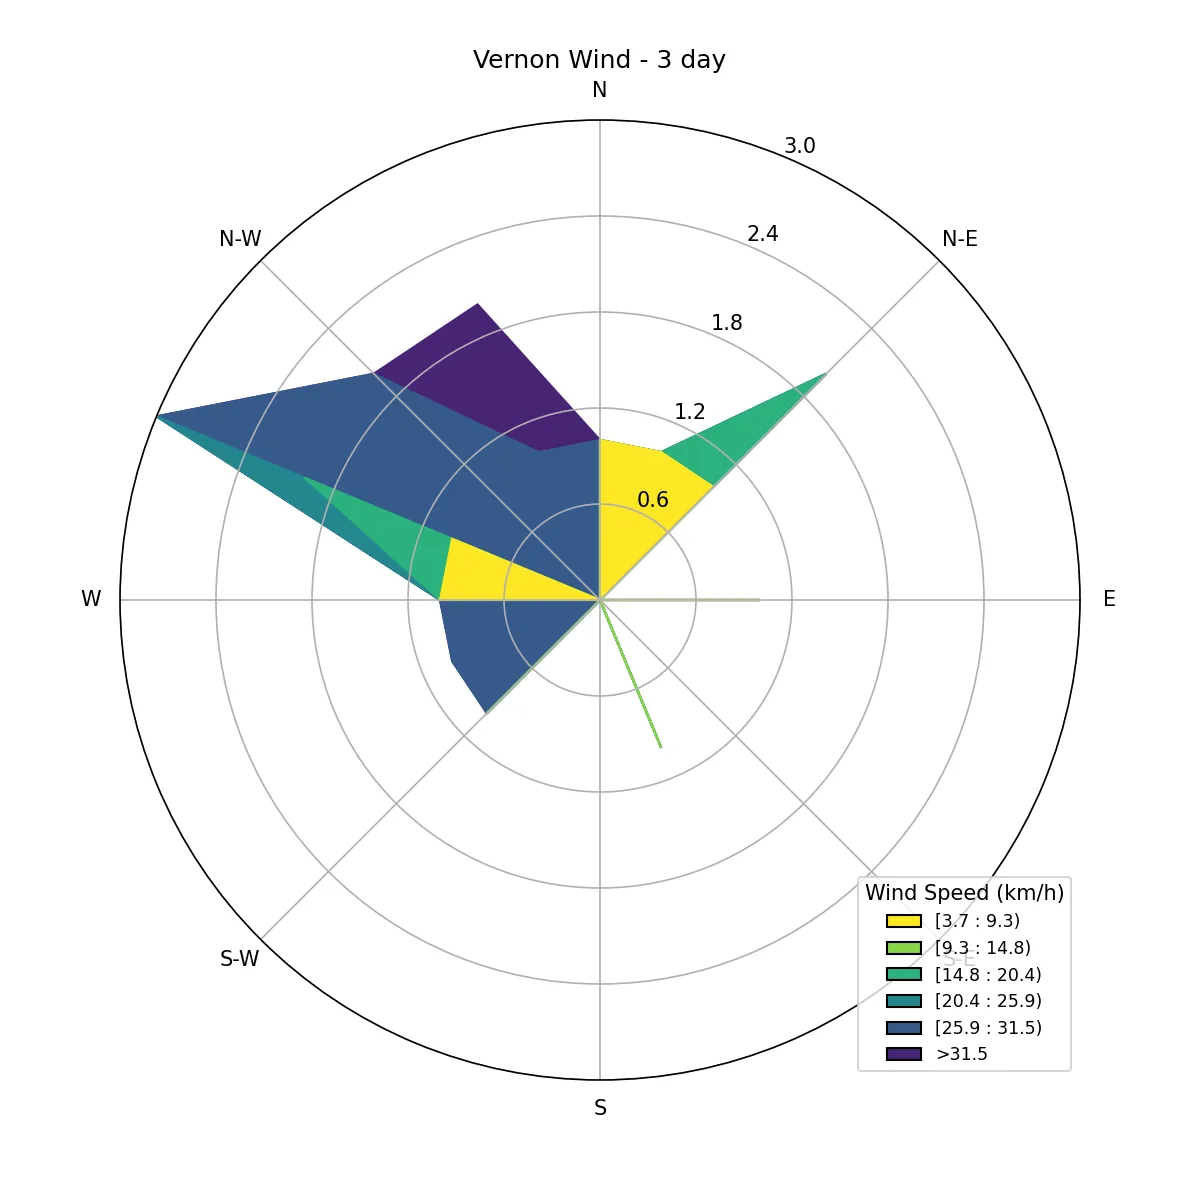 Vernon Wind - 3 day
N
3.0
N-W
2.4
N-E
1.8
1.2
0.6
W
E
Wind Speed (km/h)
[3.7 : 9.3)
[9.3 : 14.8)
S-W
S-E
[14.8 : 20.4)
[20.4 : 25.9)
[25.9 : 31.5)
>31.5
S